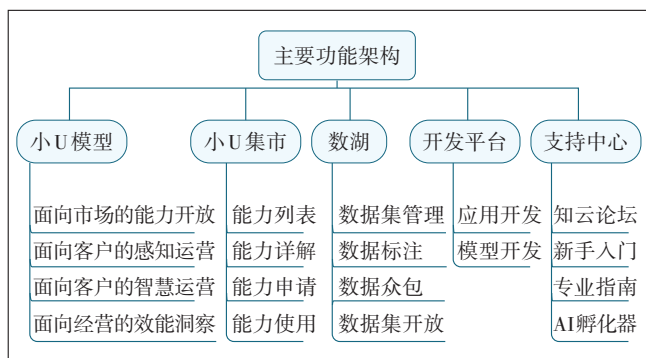 主要功能架构
小U模型
小U集市
数湖
开发平台
支持中心
面向市场的能力开放
面向客户的感知运营
面向客户的智慧运营
面向经营的效能洞察
能力列表
能力详解
能力申请
能力使用
数据集管理
数据标注
数据众包
数据集开放
应用开发
模型开发
知云论坛
新手入门
专业指南
AI孵化器